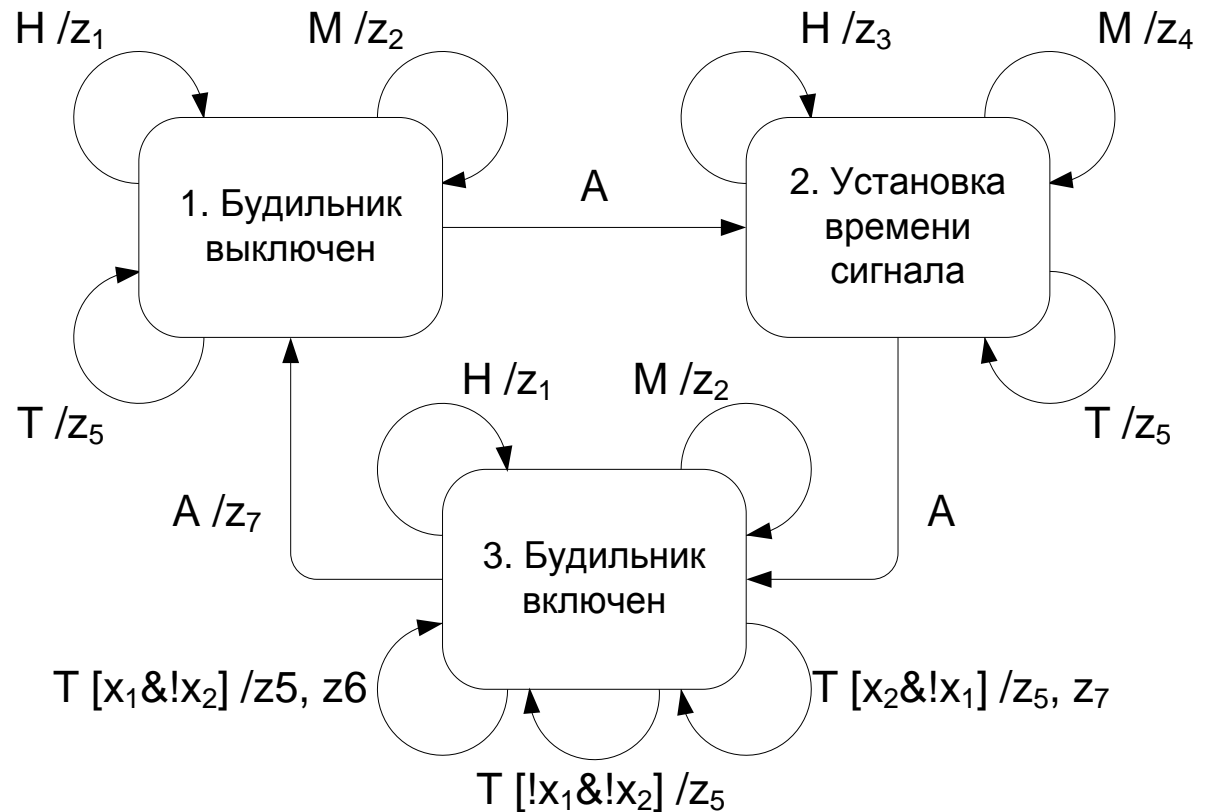 H /z₁
M /z₂
H /z₃
M /z₄
1. Будильник
выключен
A
2. Установка
времени
сигнала
T /z₅
T /z₅
H /z₁
M /z₂
A /z₇
A
3. Будильник
включен
T [x₁&!x₂] /z5, z6
T [x₂&!x₁] /z₅, z₇
T [!x₁&!x₂] /z₅